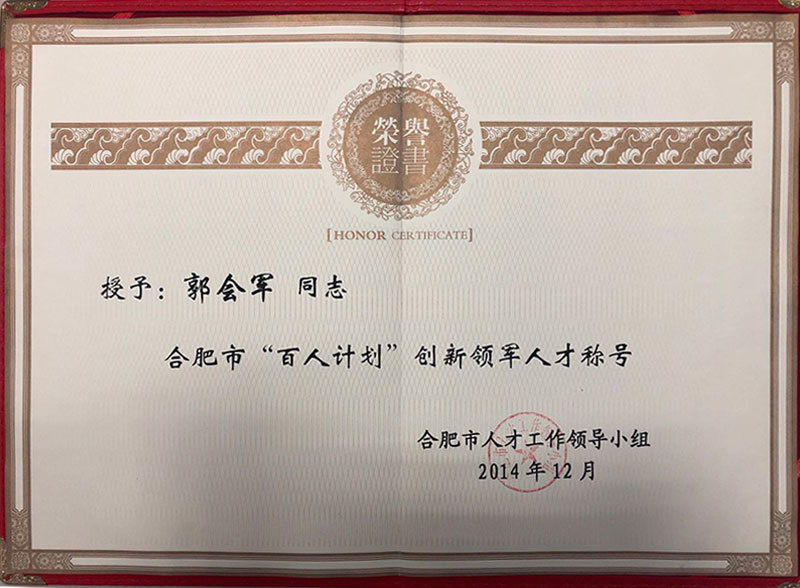 榮譽
證書
[HONOR CERTIFICATE]
授予：郭会军 同志
合肥市“百人计划”创新领军人才称号
合肥市人才工作领导小组
2014年12月